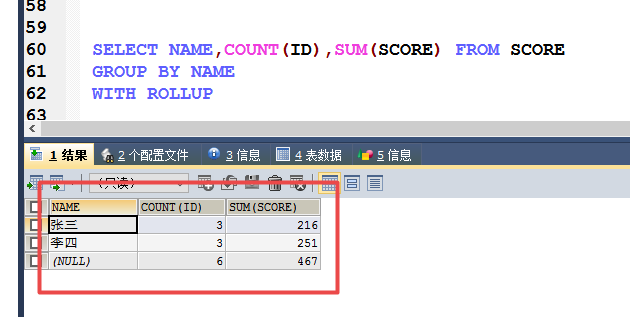 58
59
60 SELECT NAME,COUNT(ID),SUM(SCORE) FROM SCORE
61 GROUP BY NAME
62 WITH ROLLUP
63
1 结果 2 个配置文件 3 信息 4 表数据 5 信息
(只读)
NAME COUNT(ID) SUM(SCORE)
张三 3 216
李四 3 251
(NULL) 6 467